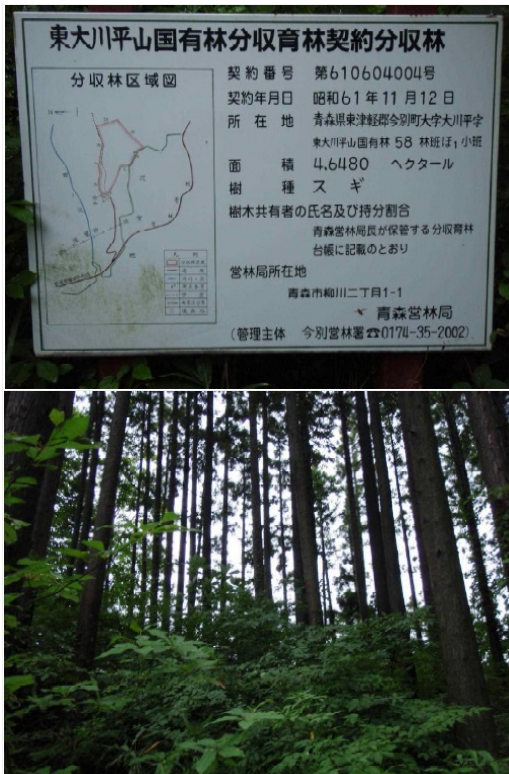 東大川平山国有林分収育林契約分収林
分収林区域図
契約番号 第610604004号
契約年月日 昭和61年11月12日
所在地 青森県東津軽郡今別町大字大川平字
東大川平山国有林 58 林班ほ1小班
面積 4.6480 ヘクタール
樹種 スギ
樹木共有者の氏名及び持分割合
青森営林局長が保管する分収育林
台帳に記載のとおり
営林局所在地
青森市柳川二丁目1-1
青森営林局
(管理主体 今別営林署☎0174-35-2002)